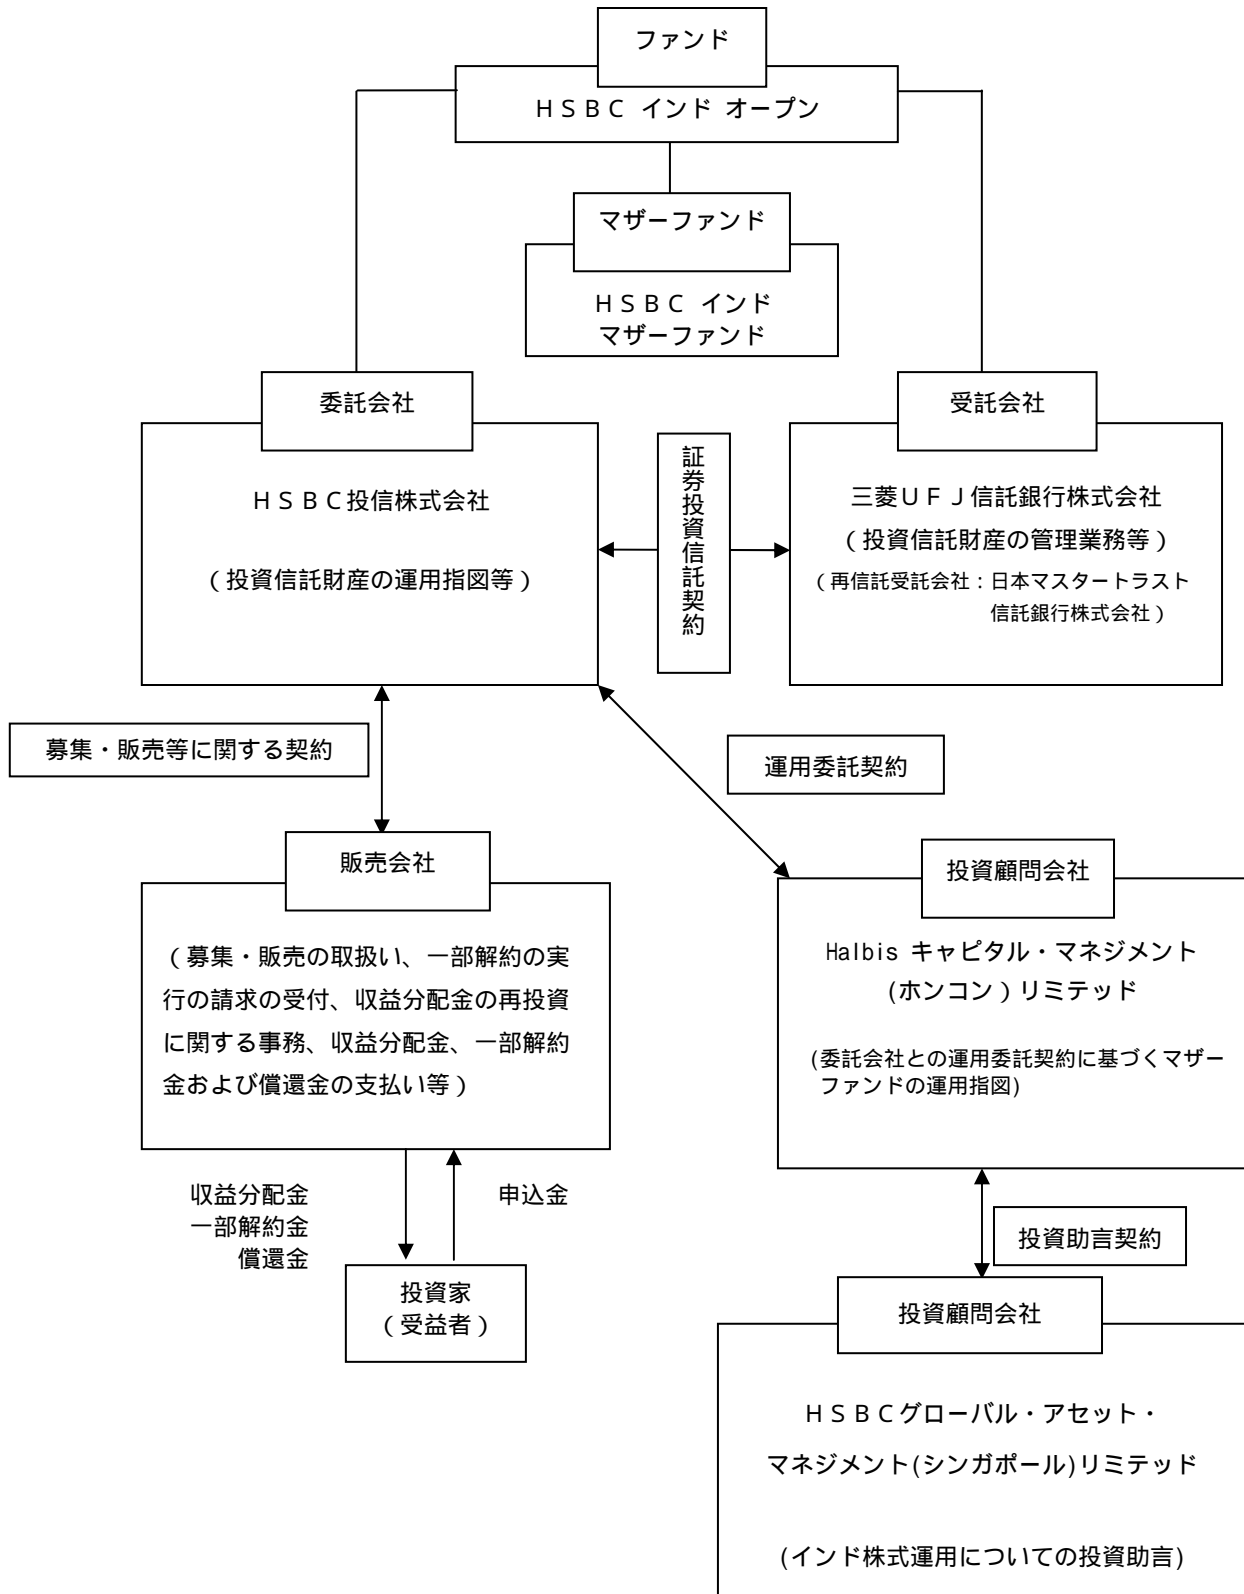 ファンド
ＨＳＢＣ インド オープン
マザーファンド
ＨＳＢＣ インド
マザーファンド
委託会社
ＨＳＢＣ投信株式会社
（投資信託財産の運用指図等）
証券投資信託契約
受託会社
三菱ＵＦＪ信託銀行株式会社
（投資信託財産の管理業務等）
（再信託受託会社：日本マスタートラスト
信託銀行株式会社）
募集・販売等に関する契約
運用委託契約
販売会社
（募集・販売の取扱い、一部解約の実
行の請求の受付、収益分配金の再投資
に関する事務、収益分配金、一部解約
金および償還金の支払い等）
投資顧問会社
Halbis キャピタル・マネジメント
(ホンコン）リミテッド
(委託会社との運用委託契約に基づくマザー
ファンドの運用指図)
収益分配金
一部解約金
償還金
申込金
投資家
（受益者）
投資助言契約
投資顧問会社
ＨＳＢＣグローバル・アセット・
マネジメント(シンガポール)リミテッド
(インド株式運用についての投資助言)